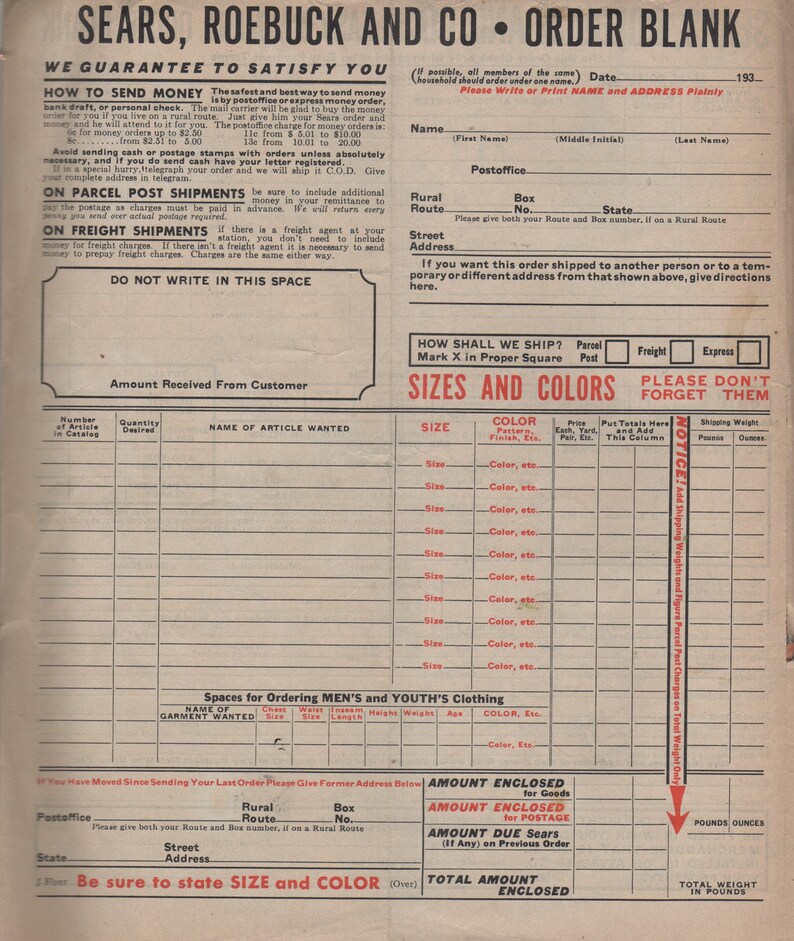 SEARS, ROEBUCK AND CO • ORDER BLANK
WE GUARANTEE TO SATISFY YOU
HOW TO SEND MONEY The safest and best way to send money
is by postoffice or express money order,
bank draft, or personal check. The mail carrier will be glad to buy the money
order for you if you live on a rural route. Just give him your Sears order and
money and he will attend to it for you. The postoffice charge for money orders is:
6c for money orders up to $2.50 11c from $ 5.01 to $10.00
8c.........from $2.51 to 5.00 13c from 10.01 to 20.00
Avoid sending cash or postage stamps with orders unless absolutely
necessary, and if you do send cash have your letter registered.
If in a special hurry, telegraph your order and we will ship it C.O.D. Give
your complete address in telegram.
ON PARCEL POST SHIPMENTS be sure to include additional
money in your remittance to
pay the postage as charges must be paid in advance. We will return every
penny you send over actual postage required.
ON FREIGHT SHIPMENTS if there is a freight agent at your
station, you don't need to include
money for freight charges. If there isn't a freight agent it is necessary to send
money to prepay freight charges. Charges are the same either way.
DO NOT WRITE IN THIS SPACE
Amount Received From Customer
(If possible, all members of the same
household should order under one name.) Date 193
Please Write or Print NAME and ADDRESS Plainly
Name
(First Name) (Middle Initial) (Last Name)
Postoffice
Rural Box
Route No. State
Please give both your Route and Box number, if on a Rural Route
Street
Address
If you want this order shipped to another person or to a tem-
porary or different address from that shown above, give directions
here.
HOW SHALL WE SHIP? Parcel Freight Express
Mark X in Proper Square Post
SIZES AND COLORS PLEASE DON'T
FORGET THEM
Number
of Article
in Catalog
Quantity
Desired
NAME OF ARTICLE WANTED
SIZE
COLOR
Pattern,
Finish, Etc.
Price
Each, Yard,
Pair, Etc.
Put Totals Here
and Add
This Column
NOTICE! Add Shipping Weights and Figure Parcel Post Charges on Total Weight Only
Shipping Weight
Pounds Ounces
Size Color, etc.
Size Color, etc.
Size Color, etc.
Size Color, etc.
Size Color, etc.
Size Color, etc.
Size Color, etc.
Size Color, etc.
Size Color, etc.
Size Color, etc.
Spaces for Ordering MEN'S and YOUTH'S Clothing
NAME OF
GARMENT WANTED
Chest
Size
Waist
Size
Inseam
Length
Height Weight Age COLOR, Etc.
Color, Etc.
If You Have Moved Since Sending Your Last Order Please Give Former Address Below
Rural Box
Postoffice Route No.
Please give both your Route and Box number, if on a Rural Route
Street
State Address
Be sure to state SIZE and COLOR (Over)
AMOUNT ENCLOSED
for Goods
AMOUNT ENCLOSED
for POSTAGE
AMOUNT DUE Sears
(If Any) on Previous Order
TOTAL AMOUNT
ENCLOSED
POUNDS OUNCES
TOTAL WEIGHT
IN POUNDS